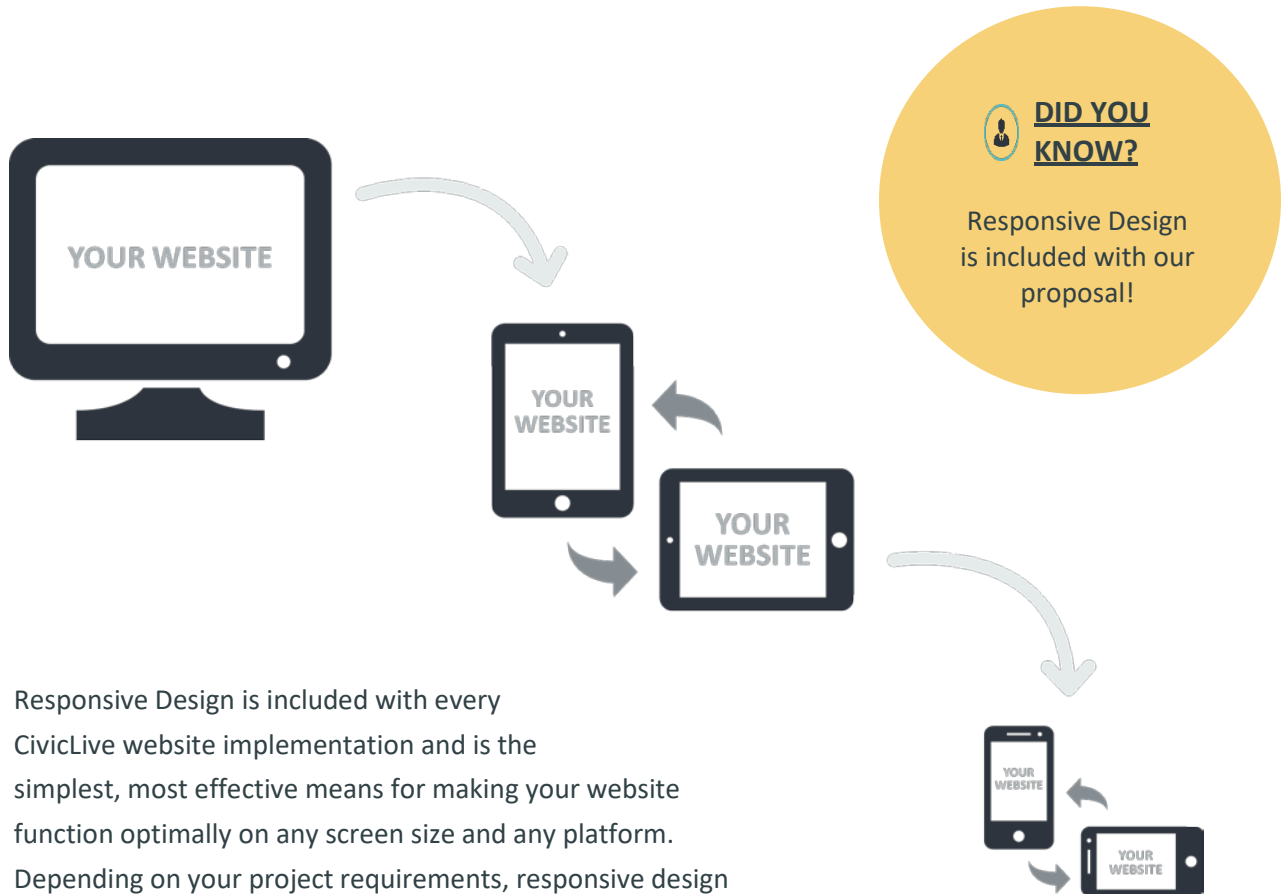 DID YOU
KNOW?
Responsive Design
is included with our
proposal!
YOUR WEBSITE
YOUR
WEBSITE
YOUR
WEBSITE
YOUR
WEBSITE
YOUR
WEBSITE
Responsive Design is included with every
CivicLive website implementation and is the
simplest, most effective means for making your website
function optimally on any screen size and any platform.
Depending on your project requirements, responsive design